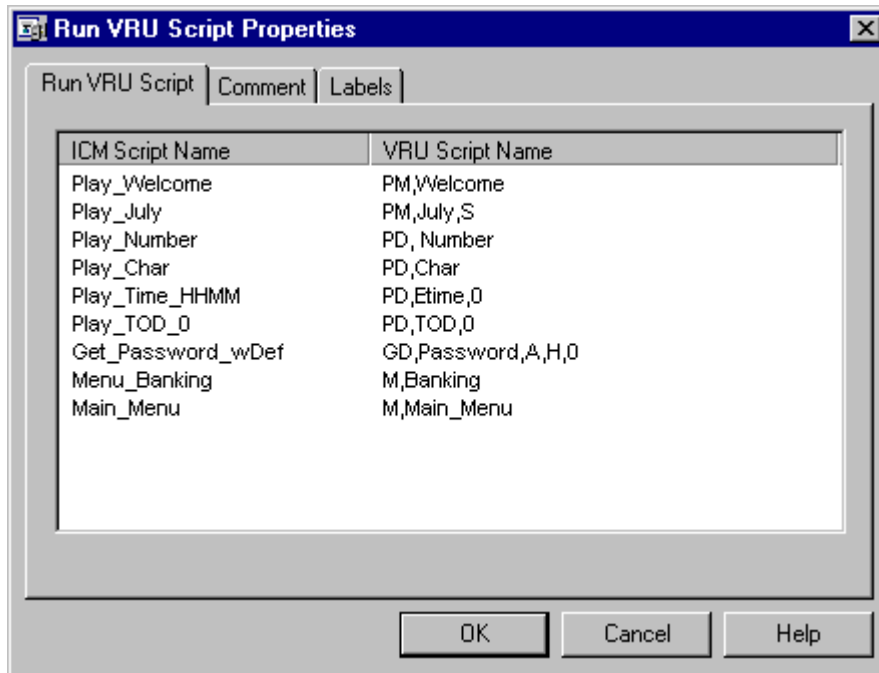 Run VRU Script Properties
Run VRU Script Comment Labels
ICM Script Name VRU Script Name
Play_Welcome PM,Welcome
Play_July PM,July,S
Play_Number PD, Number
Play_Char PD,Char
Play_Time_HHMM PD,Etime,0
Play_TOD_0 PD,TOD,0
Get_Password_wDef GD,Password,A,H,0
Menu_Banking M,Banking
Main_Menu M,Main_Menu
OK Cancel Help